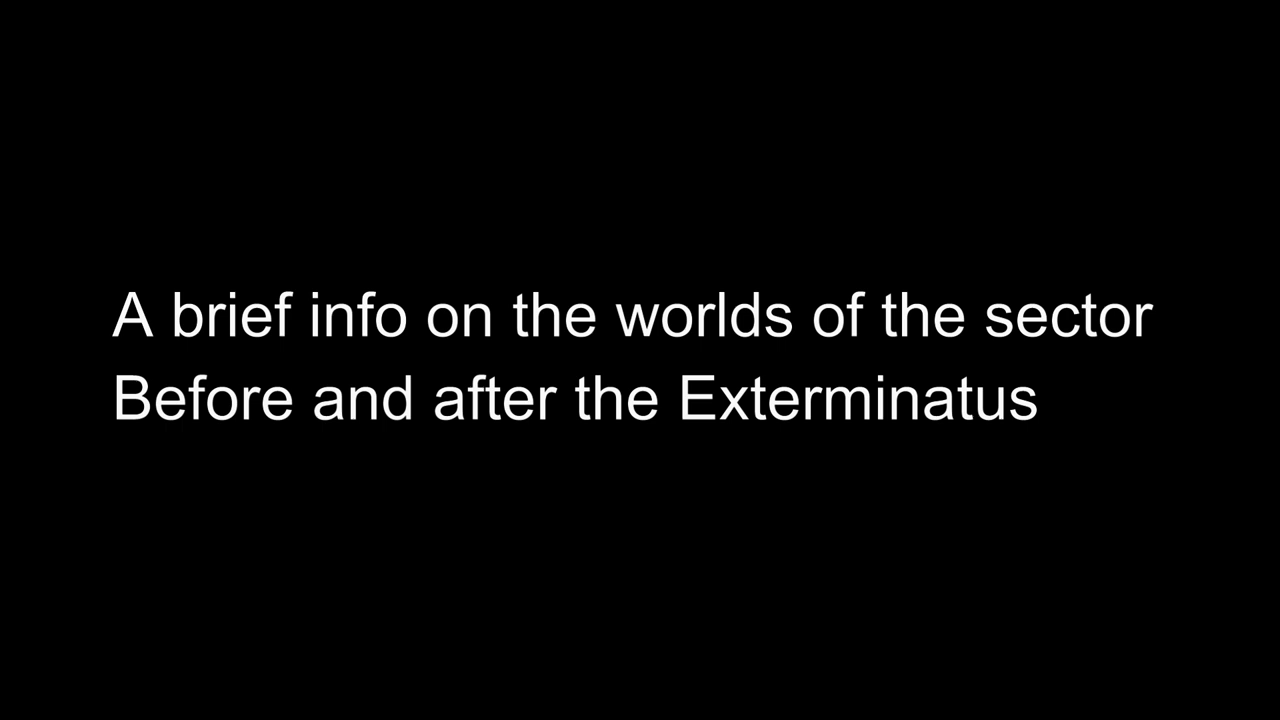 A brief info on the worlds of the sector
Before and after the Exterminatus